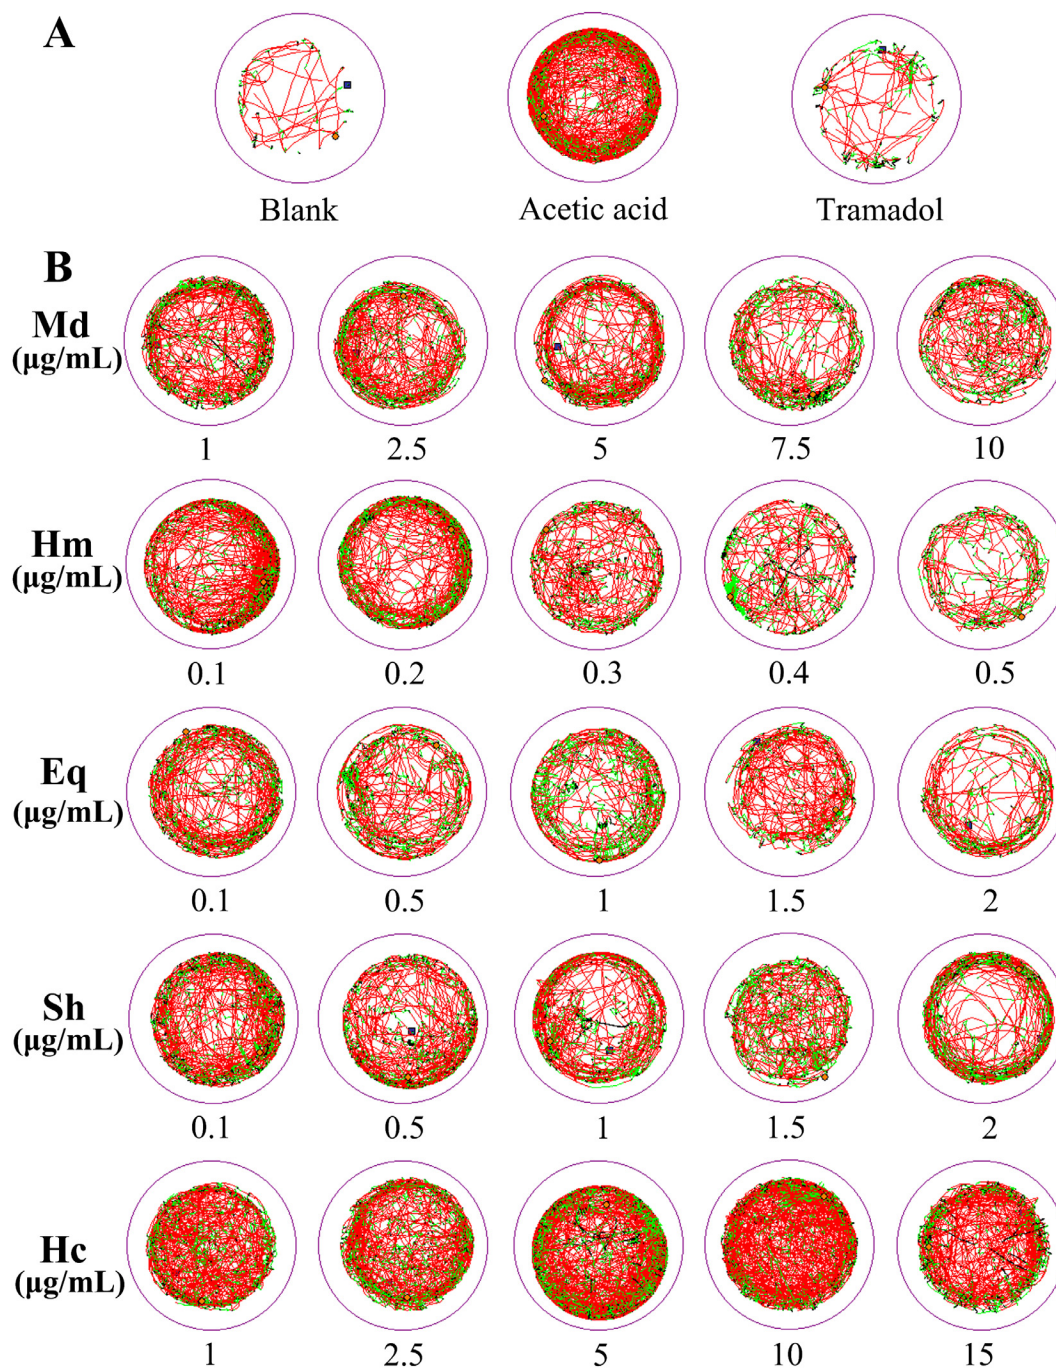 A
Blank Acetic acid Tramadol
B
Md
(μg/mL)
1 2.5 5 7.5 10
Hm
(μg/mL)
0.1 0.2 0.3 0.4 0.5
Eq
(μg/mL)
0.1 0.5 1 1.5 2
Sh
(μg/mL)
0.1 0.5 1 1.5 2
Hc
(μg/mL)
1 2.5 5 10 15